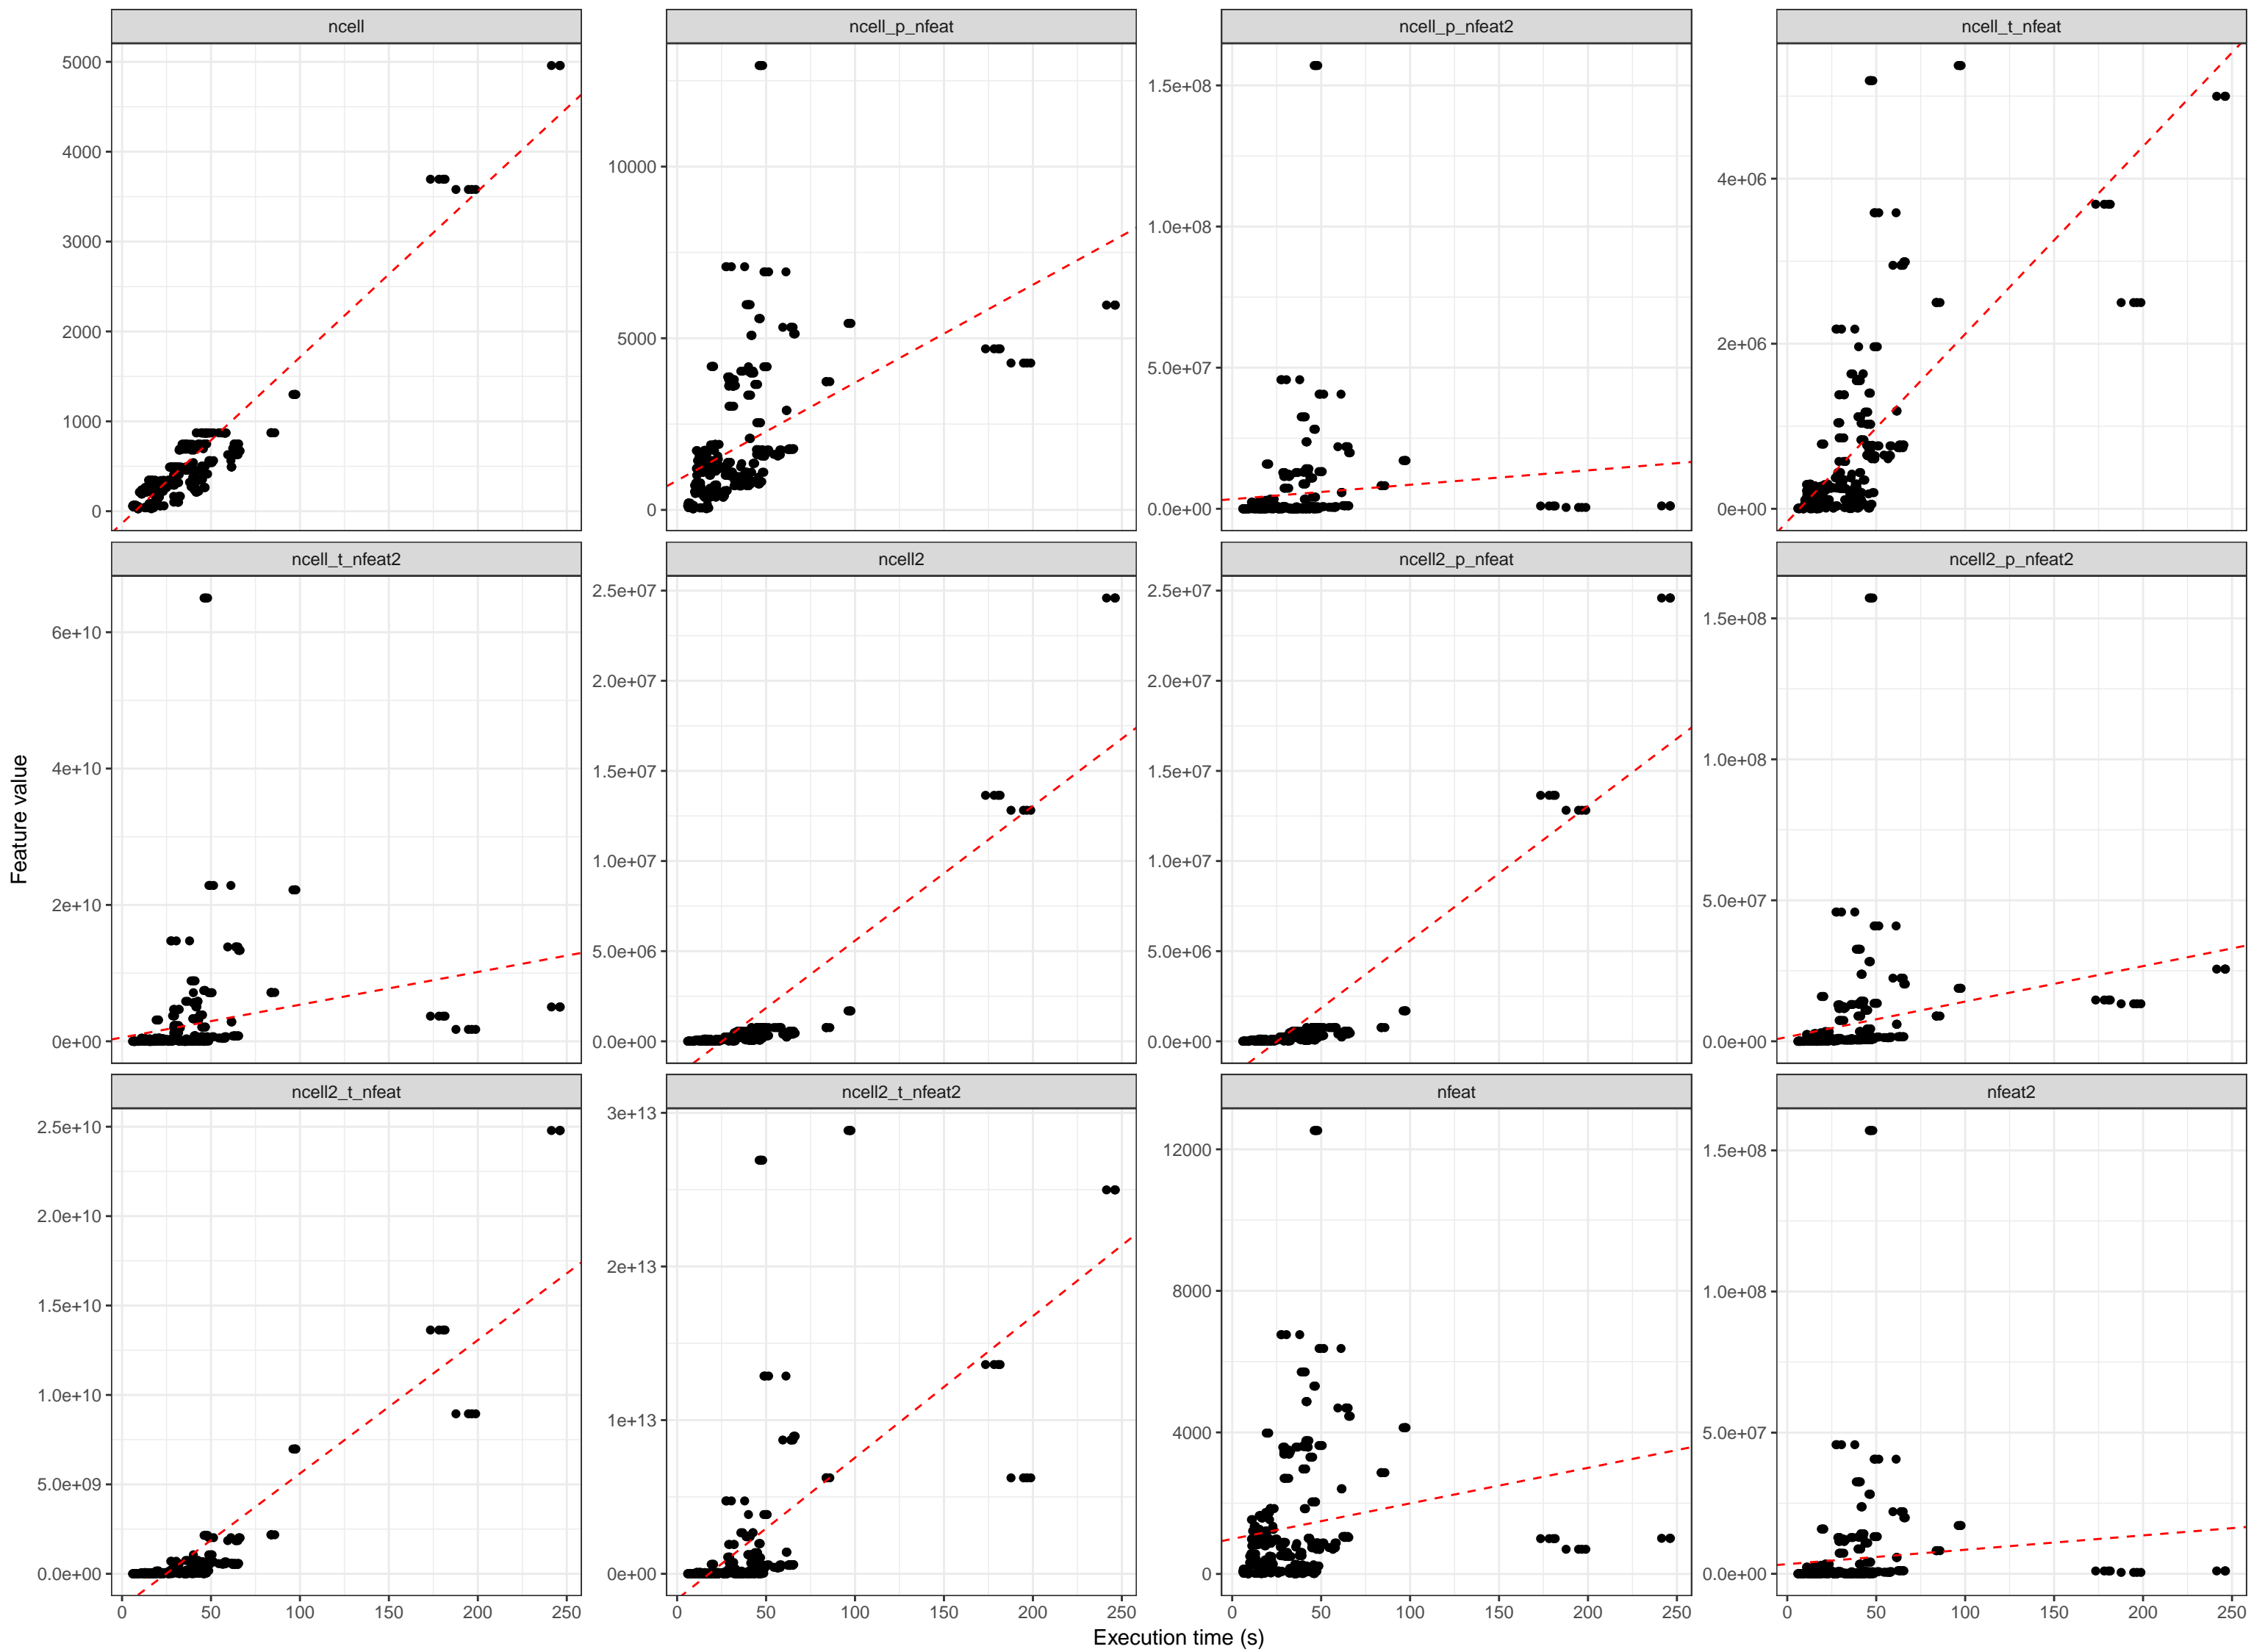 ncell
ncell_p_nfeat
ncell_p_nfeat2
ncell_t_nfeat
5000
4000
3000
2000
1000
0
10000
5000
0
1.5e+08
1.0e+08
5.0e+07
0.0e+00
4e+06
2e+06
0e+00
ncell_t_nfeat2
ncell2
ncell2_p_nfeat
ncell2_p_nfeat2
6e+10
4e+10
2e+10
0e+00
2.5e+07
2.0e+07
1.5e+07
1.0e+07
5.0e+06
0.0e+00
2.5e+07
2.0e+07
1.5e+07
1.0e+07
5.0e+06
0.0e+00
1.5e+08
1.0e+08
5.0e+07
0.0e+00
Feature value
ncell2_t_nfeat
ncell2_t_nfeat2
nfeat
nfeat2
2.5e+10
2.0e+10
1.5e+10
1.0e+10
5.0e+09
0.0e+00
3e+13
2e+13
1e+13
0e+00
12000
8000
4000
0
1.5e+08
1.0e+08
5.0e+07
0.0e+00
0 50 100 150 200 250
0 50 100 150 200 250
0 50 100 150 200 250
0 50 100 150 200 250
Execution time (s)